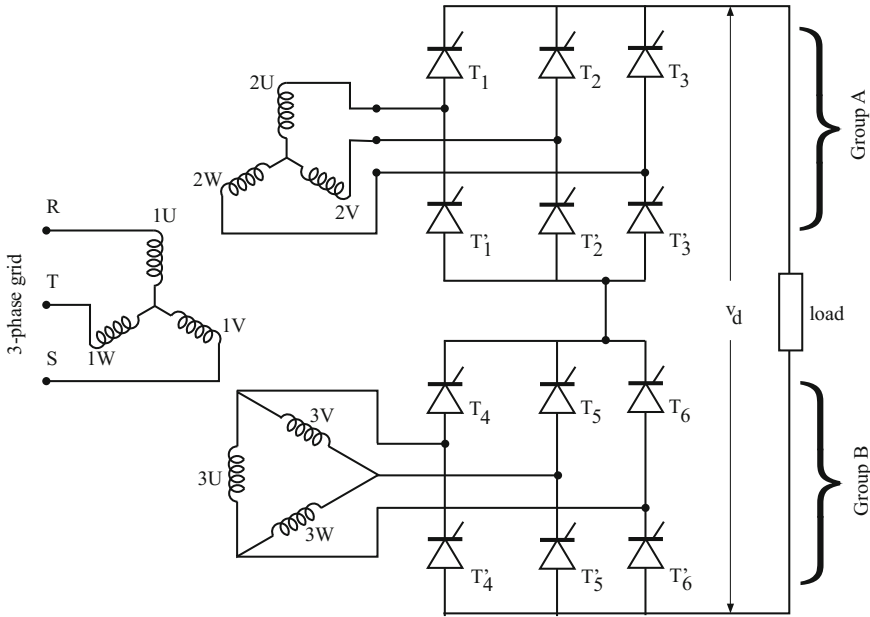 T1
T2
T3
2U
2W
2V
Group A
R
1U
T'1
T'2
T'3
3-phase grid
T
vd
load
1V
S
1W
T4
T5
T6
3V
3U
Group B
3W
T'4
T'5
T'6